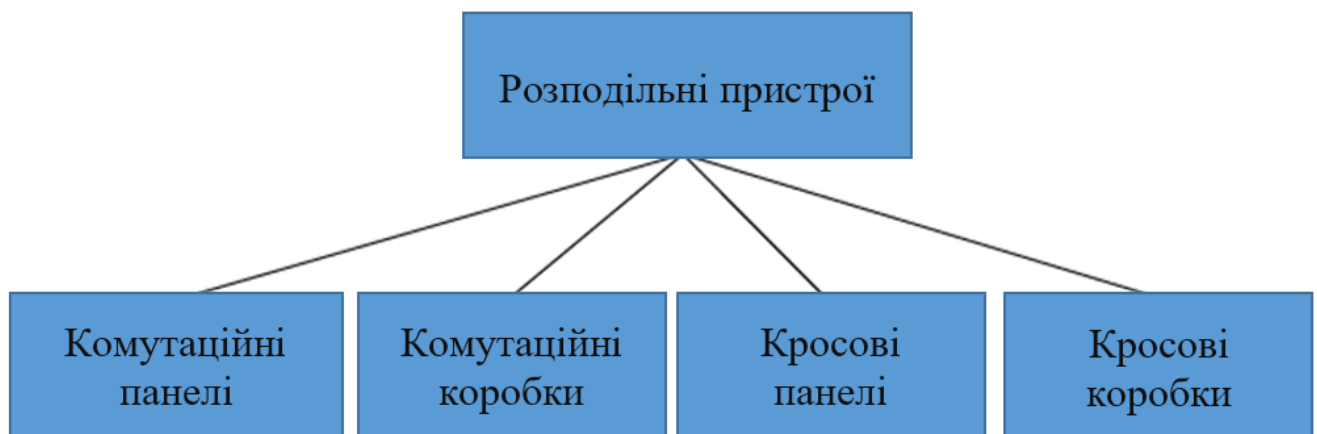 Розподільні пристрої
Комутаційні
панелі
Комутаційні
коробки
Кросові
панелі
Кросові
коробки